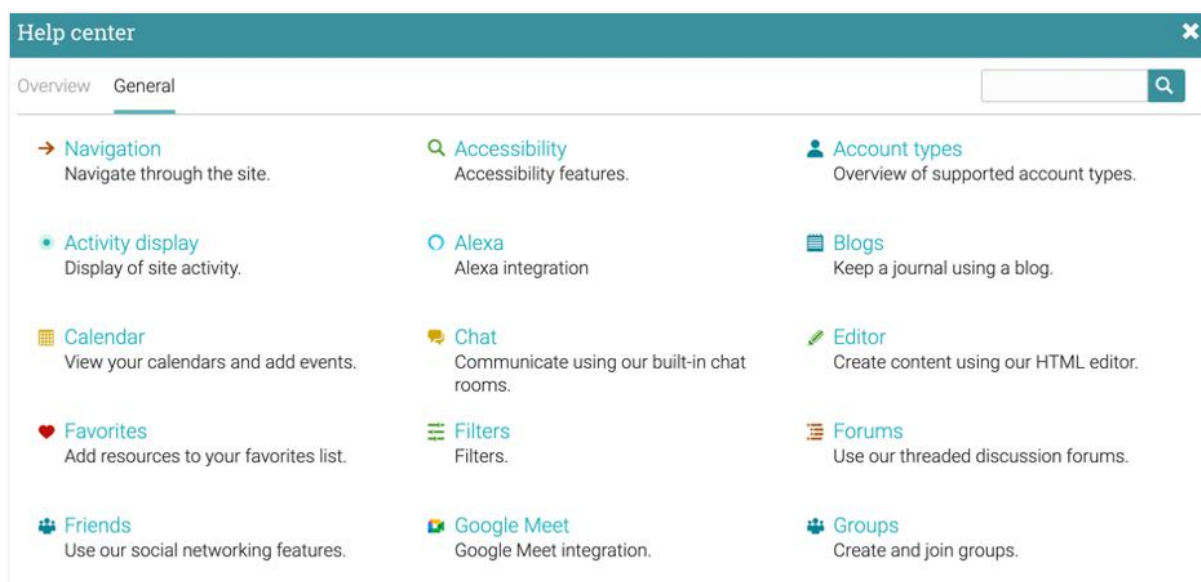 Help center
Overview
General
Navigation
Navigate through the site.
Accessibility
Accessibility features.
Account types
Overview of supported account types.
Activity display
Display of site activity.
Alexa
Alexa integration
Blogs
Keep a journal using a blog.
Calendar
View your calendars and add events.
Chat
Communicate using our built-in chat
rooms.
Editor
Create content using our HTML editor.
Favorites
Add resources to your favorites list.
Filters
Filters.
Forums
Use our threaded discussion forums.
Friends
Use our social networking features.
Google Meet
Google Meet integration.
Groups
Create and join groups.